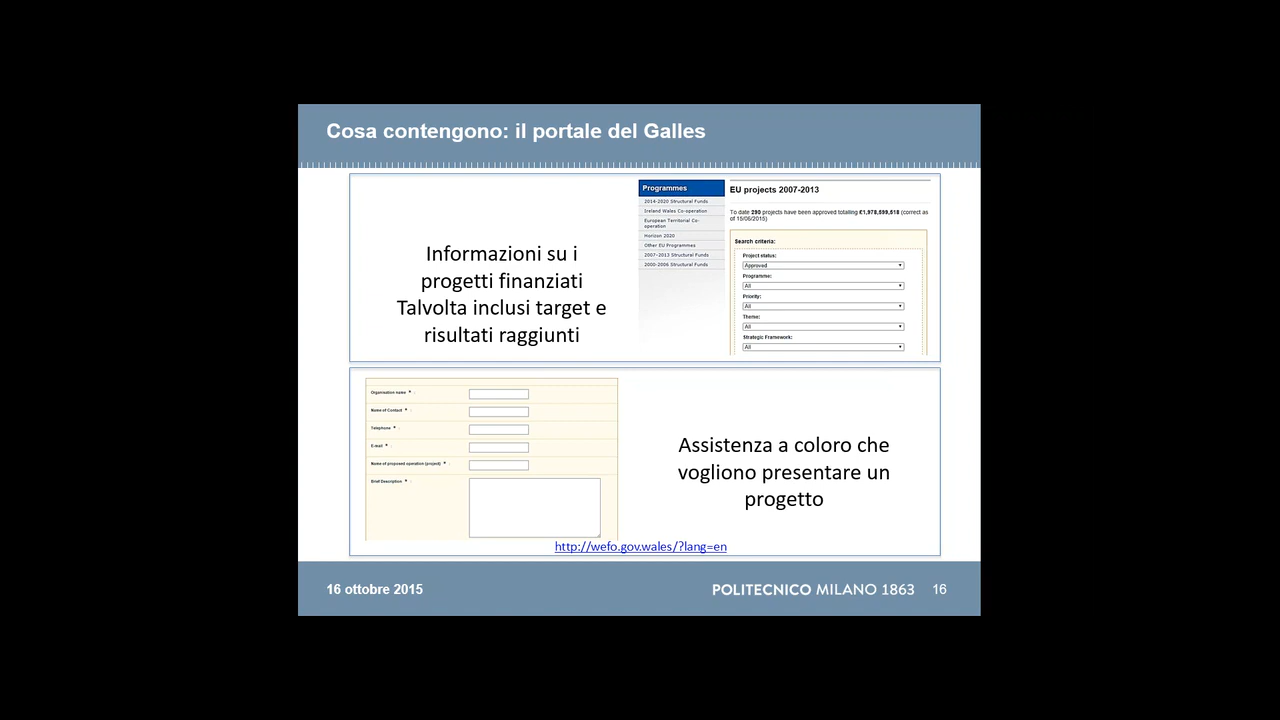 Cosa contengono: il portale del Galles
Informazioni su i
progetti finanziati
Talvolta inclusi target e
risultati raggiunti
Programmes
2014-2020 Structural Funds
Ireland Wales Co-operation
European Territorial Co-
operation
Horizon 2020
Other EU Programmes
2007-2013 Structural Funds
2000-2006 Structural Funds
EU projects 2007-2013
To date 290 projects have been approved totalling £1,978,599,618 (correct as
of 15/06/2015)
Search criteria:
Project status:
Approved
Programme:
All
Priority:
All
Theme:
All
Strategic Framework:
All
Organisation name * :
Name of Contact * :
Telephone * :
E-mail * :
Name of proposed operation (project) * :
Brief Description * :
Assistenza a coloro che
vogliono presentare un
progetto
http://wefo.gov.wales/?lang=en
16 ottobre 2015
POLITECNICO MILANO 1863
16